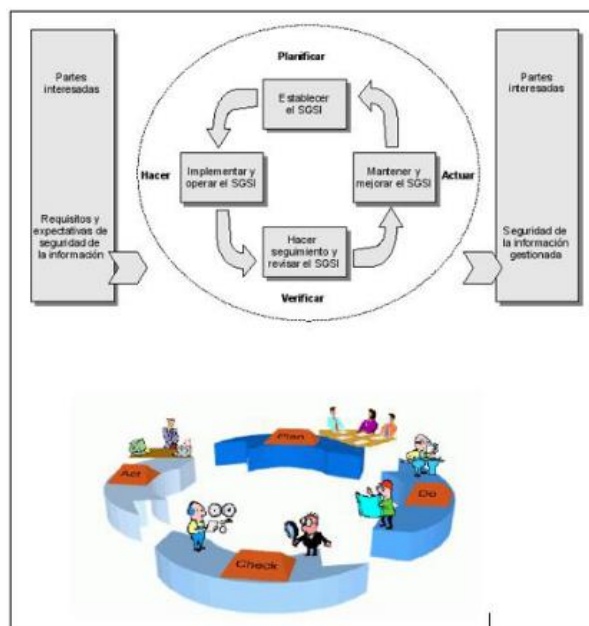 Planificar
Partes
interesadas
Establecer
el SGSI
Partes
interesadas
Hacer
Implementar y
operar el SGSI
Mantener y
mejorar el SGSI
Actuar
Requisitos y
expectativas de
seguridad de
la información
Hacer
seguimiento y
revisar el SGSI
Seguridad de
la información
gestionada
Verificar
Plan
Act
Do
Check